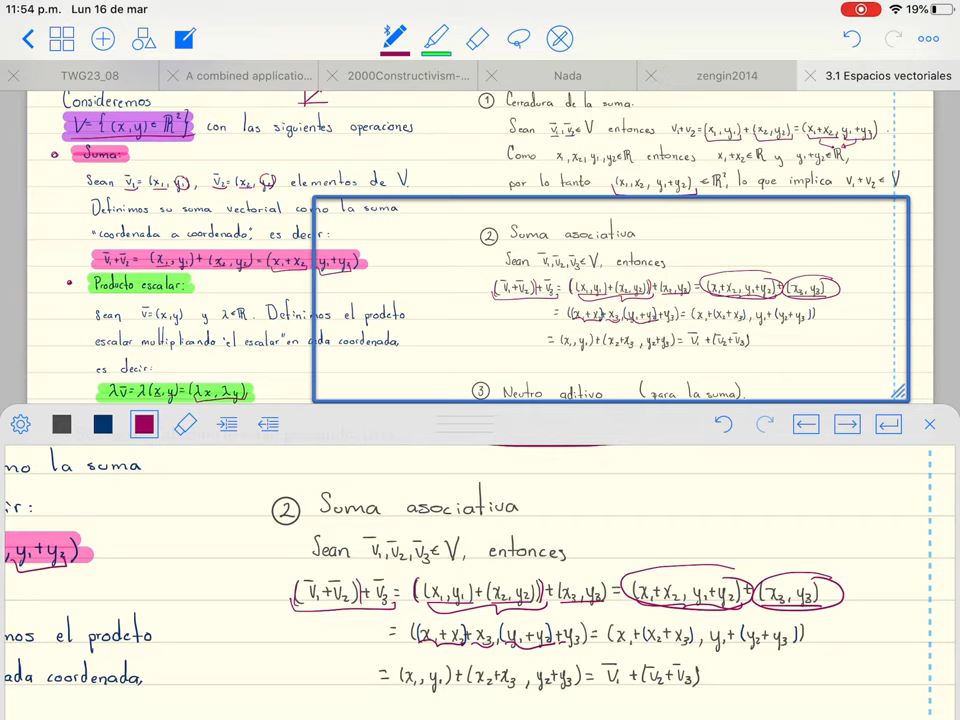 11:54 p.m. Lun 16 de mar
19%
TWG23_08
A combined applicatio...
2000Constructivism-...
Nada
zengin2014
3.1 Espacios vectoriales
Consideremos
V={(x,y)∈ℝ²} con las siguientes operaciones
Suma:
Sean v̄₁=(x₁,y₁), v̄₂=(x₂,y₂) elementos de V.
Definimos su suma vectorial como la suma
"coordenada a coordenada", es decir:
v̄₁+v̄₂ = (x₁,y₁)+(x₂,y₂)=(x₁+x₂, y₁+y₃)
Producto escalar:
Sean v̄=(x,y) y λ∈ℝ. Definimos el prodcto
escalar multiplicando "el escalar" en cada coordenada,
es decir:
λv̄=λ(x,y)=(λx, λy)
① Cerradura de la suma.
Sean v̄₁,v̄₂∈V entonces v₁+v₂=(x₁,y₁)+(x₂,y₂)=(x₁+x₂, y₁+y₃).
Como x₁,x₂,y₁,y₂∈ℝ entonces x₁+x₂∈ℝ y y₁+y₂∈ℝ,
por lo tanto (x₁,x₂, y₁+y₂)∈ℝ², lo que implica v₁+v₂∈V
② Suma asociativa
Sean v̄₁,v̄₂,v̄₃∈V, entonces
(v̄₁+v̄₂)+v̄₃ = ((x₁,y₁)+(x₂,y₂))+(x₃,y₃)=(x₁+x₂, y₁+y₂)+(x₃,y₃)
= ((x₁+x₂)+x₃,(y₁+y₂)+y₃)=(x₁+(x₂+x₃), y₁+(y₂+y₃))
= (x₁,y₁)+(x₂+x₃, y₂+y₃)= v̄₁+(v̄₂+v̄₃)
③ Neutro aditivo (para la suma).
mo la suma
ir:
, y₁+y₃)
mos el prodcto
ada coordenada,
② Suma asociativa
Sean v̄₁,v̄₂,v̄₃∈V, entonces
(v̄₁+v̄₂)+v̄₃ = ((x₁,y₁)+(x₂,y₂))+(x₃,y₃)=(x₁+x₂, y₁+y₂)+(x₃,y₃)
= ((x₁+x₂)+x₃,(y₁+y₂)+y₃)=(x₁+(x₂+x₃), y₁+(y₂+y₃))
= (x₁,y₁)+(x₂+x₃, y₂+y₃)= v̄₁+(v̄₂+v̄₃)